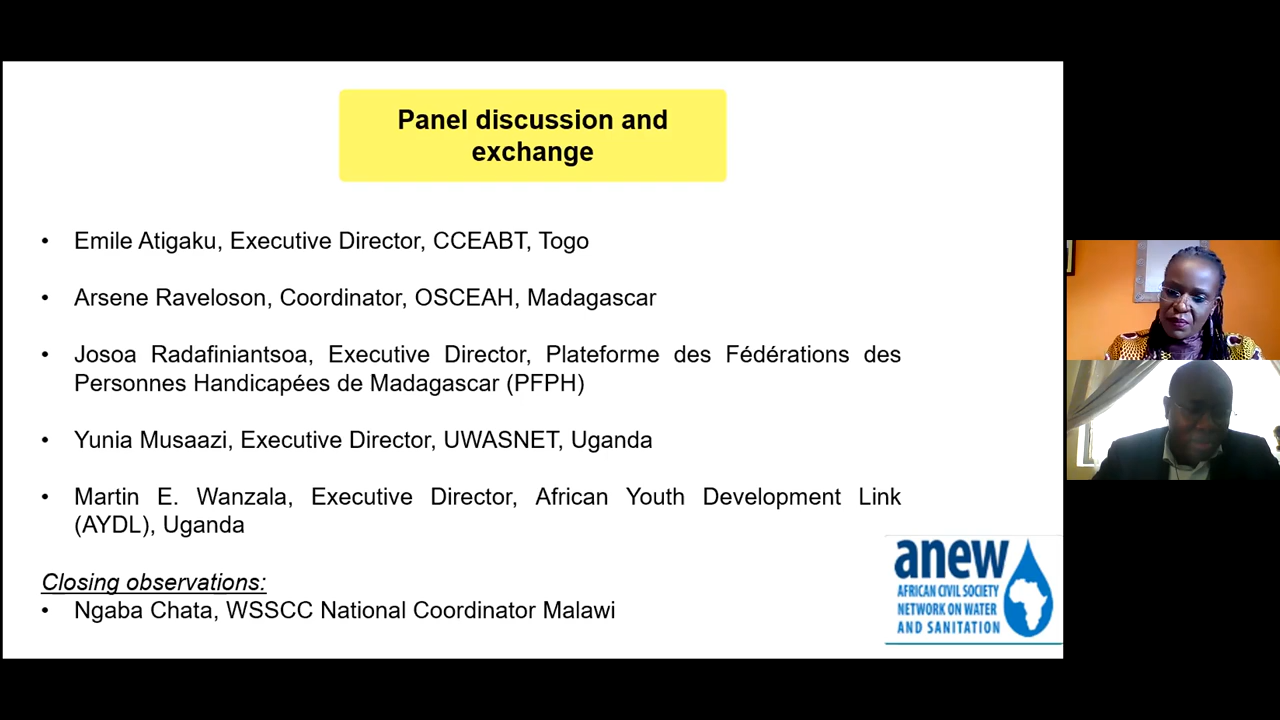 Panel discussion and
exchange
• Emile Atigaku, Executive Director, CCEABT, Togo
• Arsene Raveloson, Coordinator, OSCEAH, Madagascar
• Josoa Radafiniantsoa, Executive Director, Plateforme des Fédérations des
Personnes Handicapées de Madagascar (PFPH)
• Yunia Musaazi, Executive Director, UWASNET, Uganda
• Martin E. Wanzala, Executive Director, African Youth Development Link
(AYDL), Uganda
Closing observations:
• Ngaba Chata, WSSCC National Coordinator Malawi
anew
AFRICAN CIVIL SOCIETY
NETWORK ON WATER
AND SANITATION